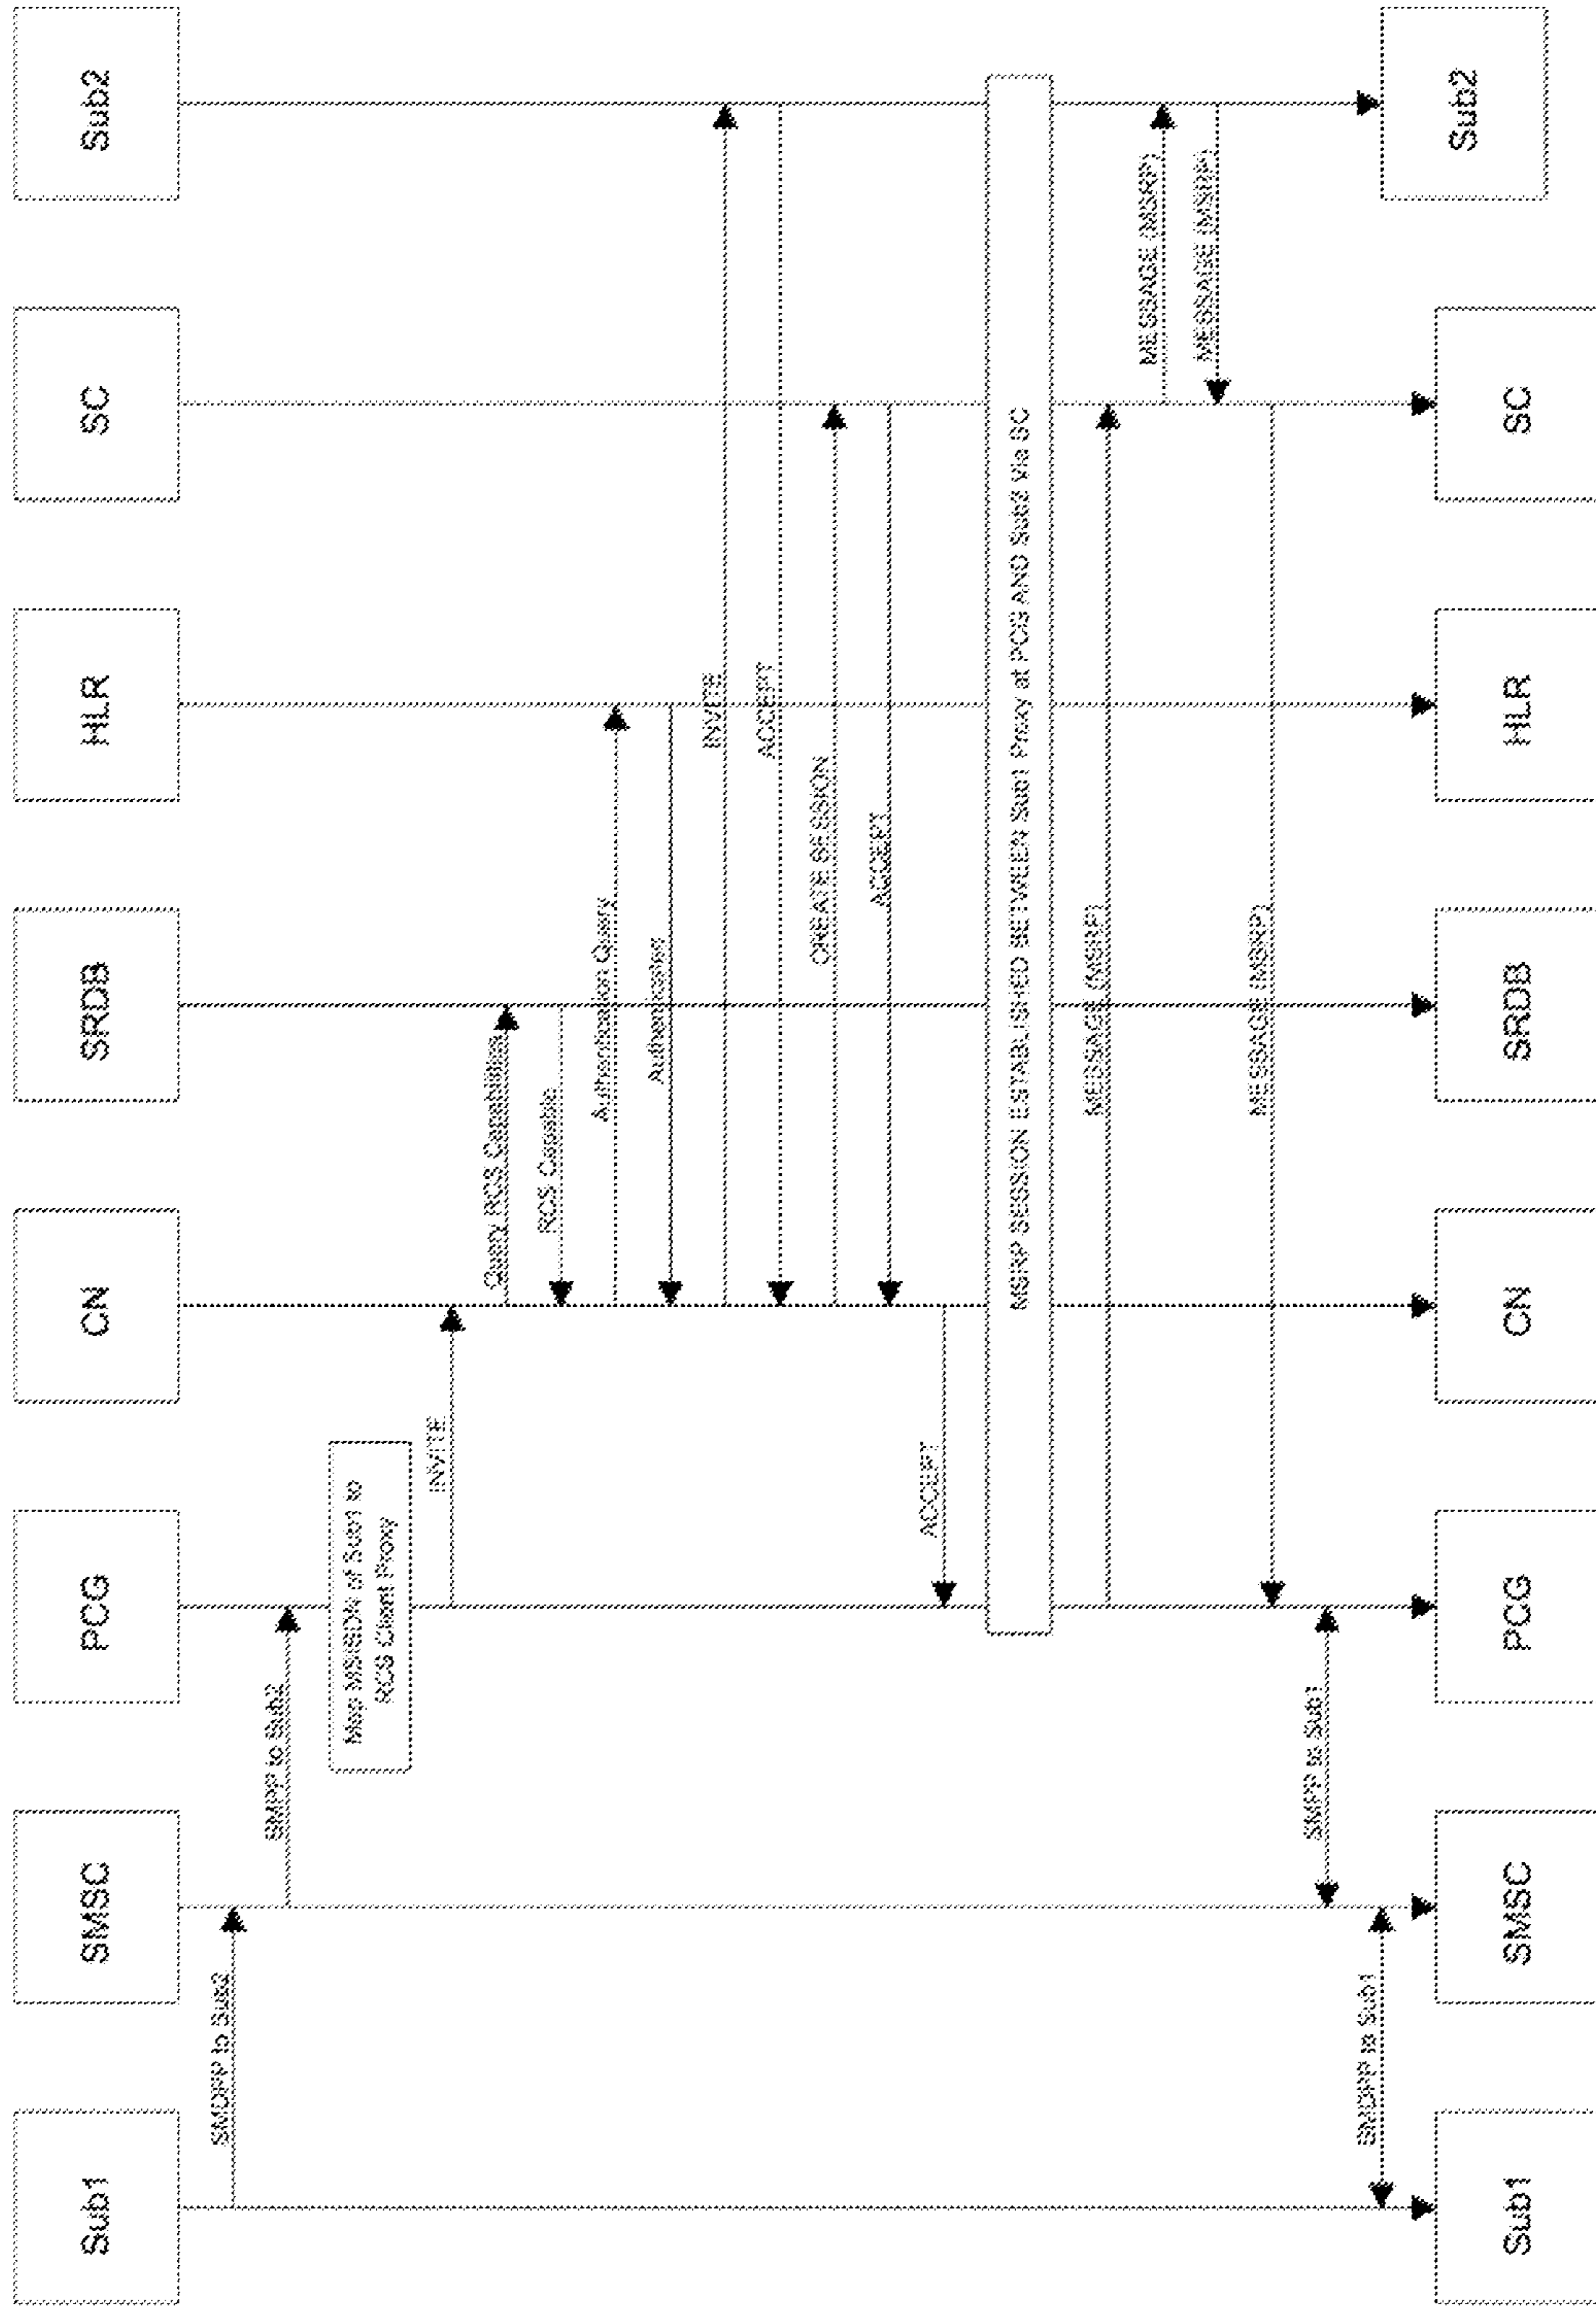 Sub1
SMSC
PCG
CN
SRDB
HLR
SC
Sub2
SMDPP to Sub2
SMPP to Sub2
Map MSISDN of Sub1 to
RCS Client Proxy
INVITE
Query RCS Capabilities
RCS Capable
Authentication Query
Authentication
INVITE
ACCEPT
CREATE SESSION
ACCEPT
ACCEPT
MSRP SESSION ESTABLISHED BETWEEN Sub1 Proxy at PCG AND Sub2 via SC
MESSAGE (MSRP)
MESSAGE (MSRP)
MESSAGE (MSRP)
MESSAGE (MSRP)
SMPP to Sub1
SMDPP to Sub1
Sub1
SMSC
PCG
CN
SRDB
HLR
SC
Sub2